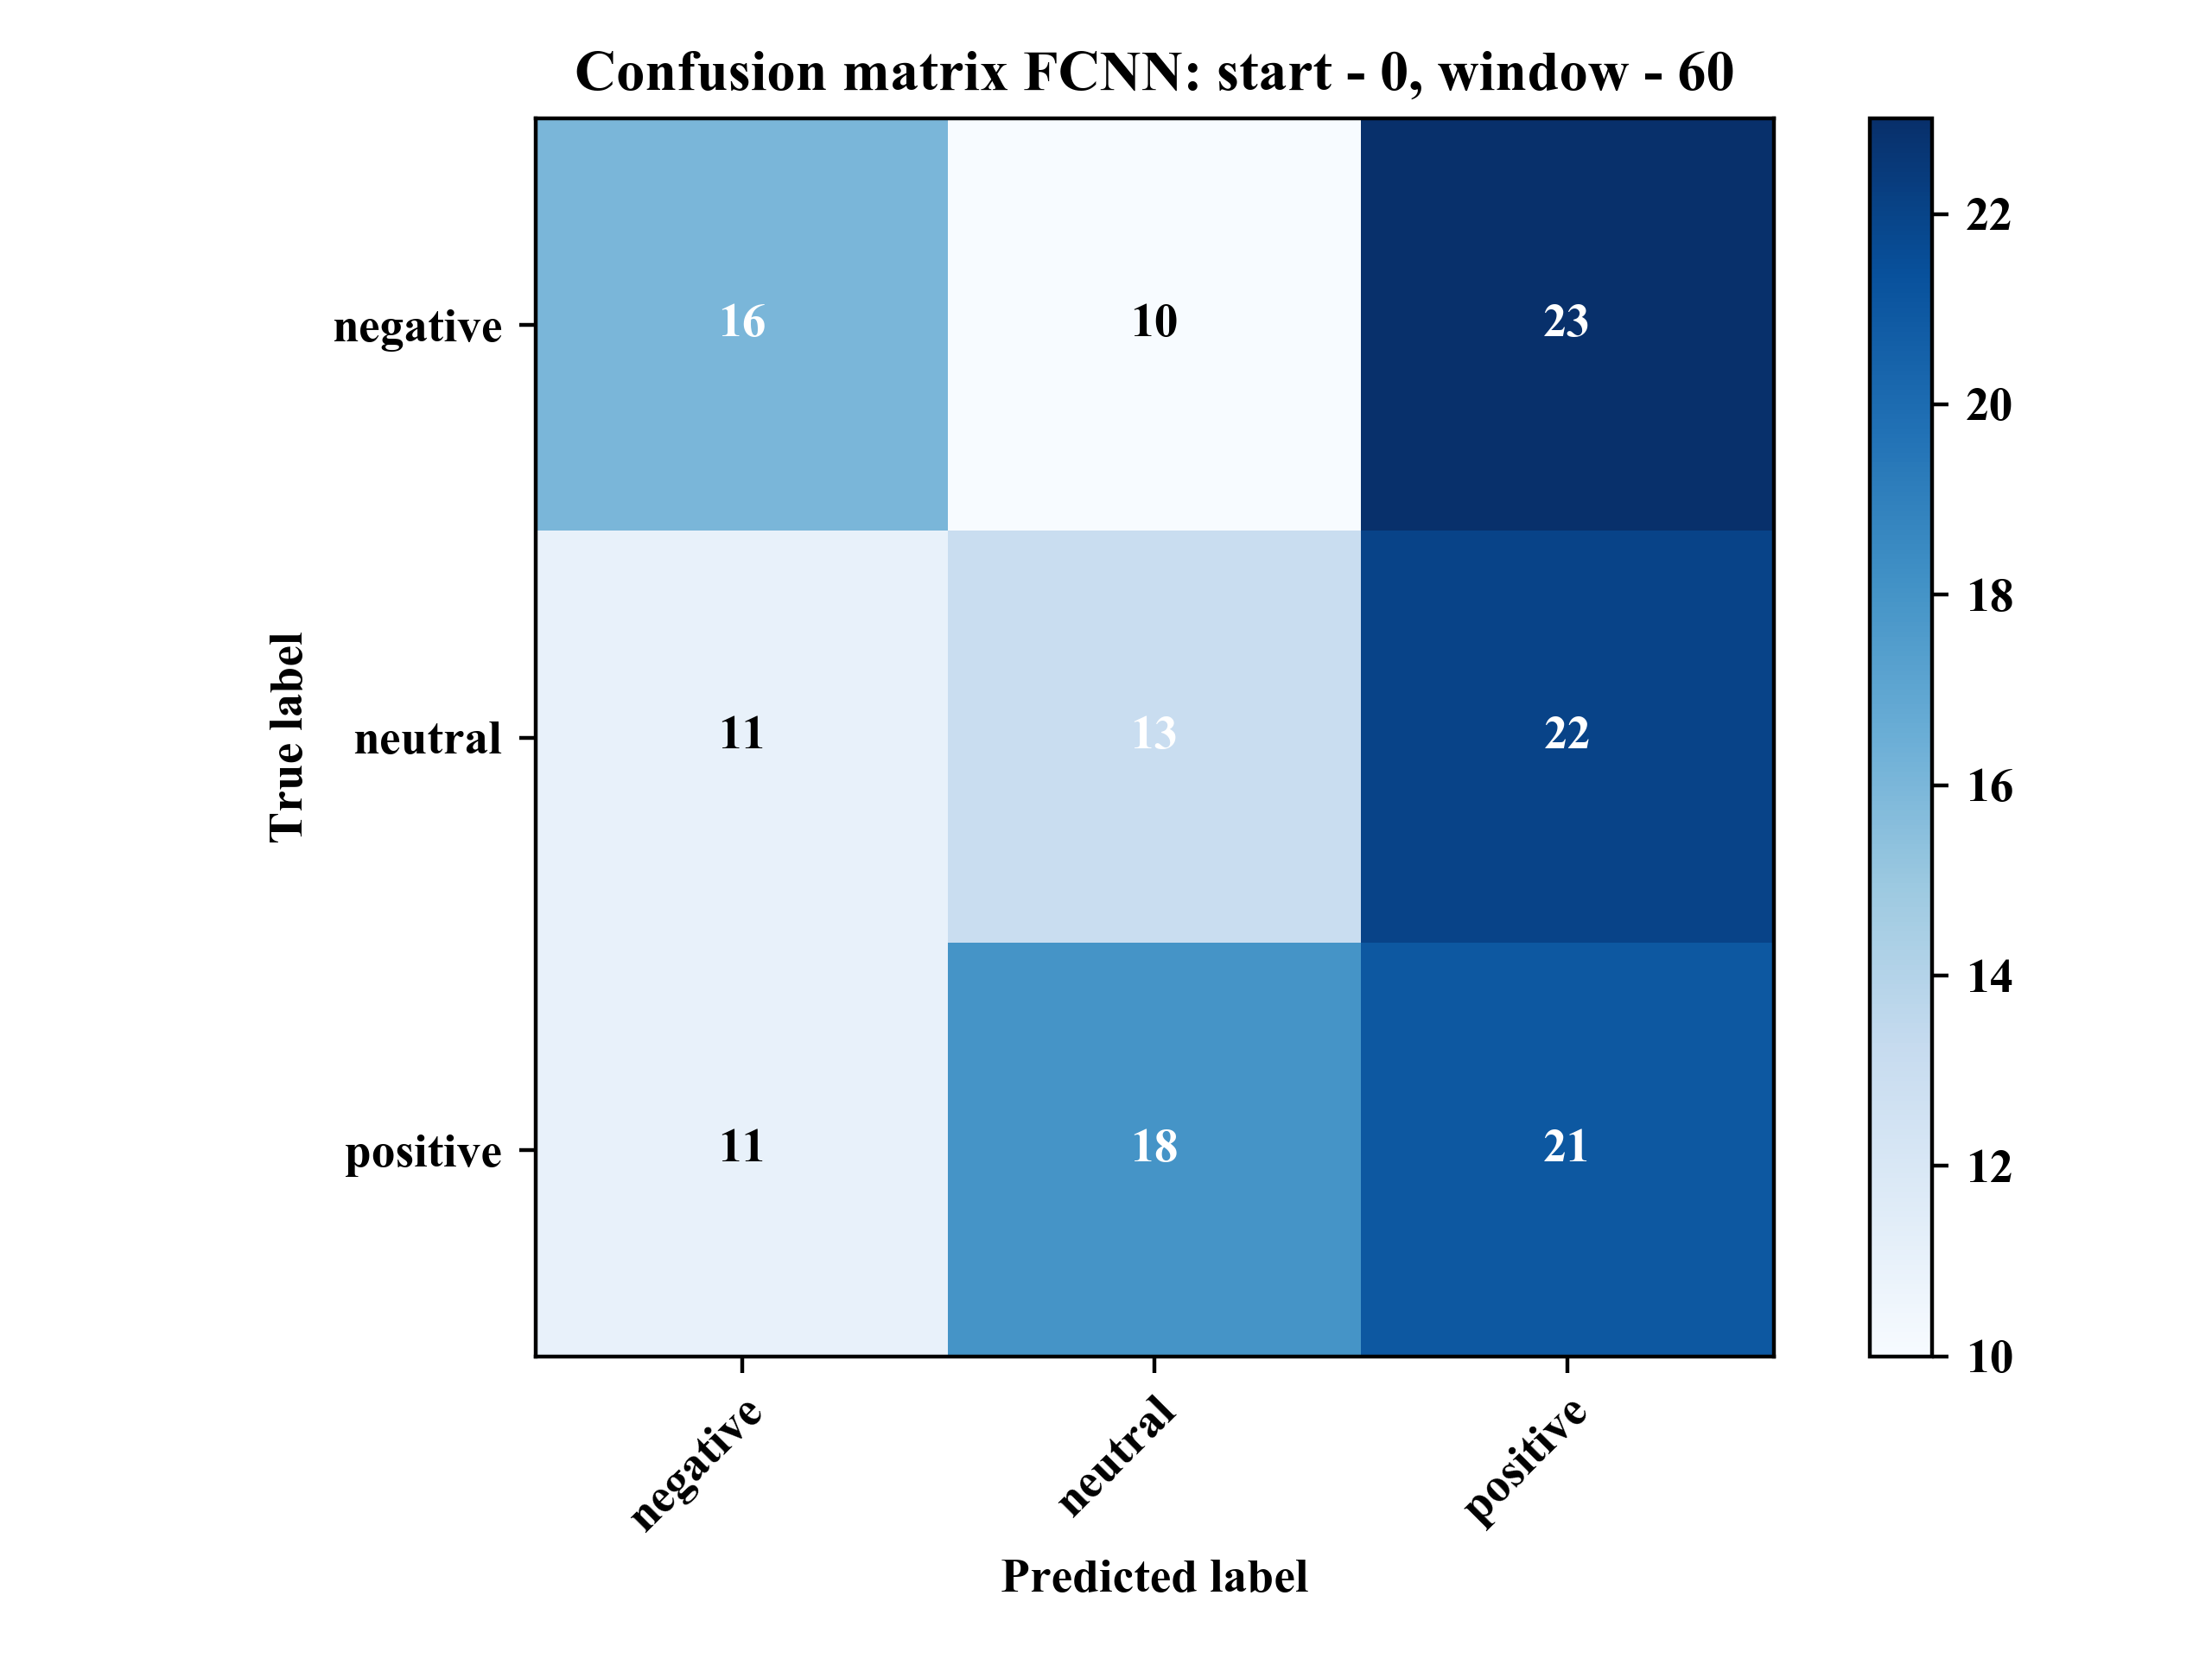 Confusion matrix FCNN: start - 0, window - 60
True label
negative
16
10
23
neutral
11
13
22
positive
11
18
21
negative
neutral
positive
Predicted label
22
20
18
16
14
12
10